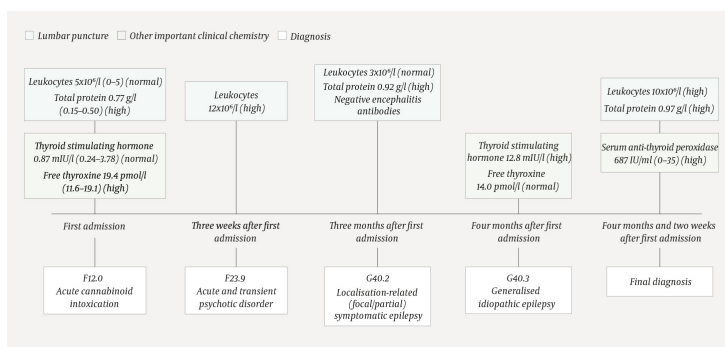 Lumbar puncture
Other important clinical chemistry
Diagnosis
Leukocytes 5x10⁶/l (0–5) (normal)
Total protein 0.77 g/l
(0.15–0.50) (high)
Leukocytes
12x10⁶/l (high)
Leukocytes 3x10⁶/l (normal)
Total protein 0.92 g/l (high)
Negative encephalitis
antibodies
Leukocytes 10x10⁶/l (high)
Total protein 0.97 g/l (high)
Thyroid stimulating hormone
0.87 mIU/l (0.24–3.78) (normal)
Free thyroxine 19.4 pmol/l
(11.6–19.1) (high)
Thyroid stimulating
hormone 12.8 mIU/l (high)
Free thyroxine
14.0 pmol/l (normal)
Serum anti-thyroid peroxidase
687 IU/ml (0–35) (high)
First admission
Three weeks after first
admission
Three months after first
admission
Four months after first
admission
Four months and two weeks
after first admission
F12.0
Acute cannabinoid
intoxication
F23.9
Acute and transient
psychotic disorder
G40.2
Localisation-related
(focal/partial)
symptomatic epilepsy
G40.3
Generalised
idiopathic epilepsy
Final diagnosis